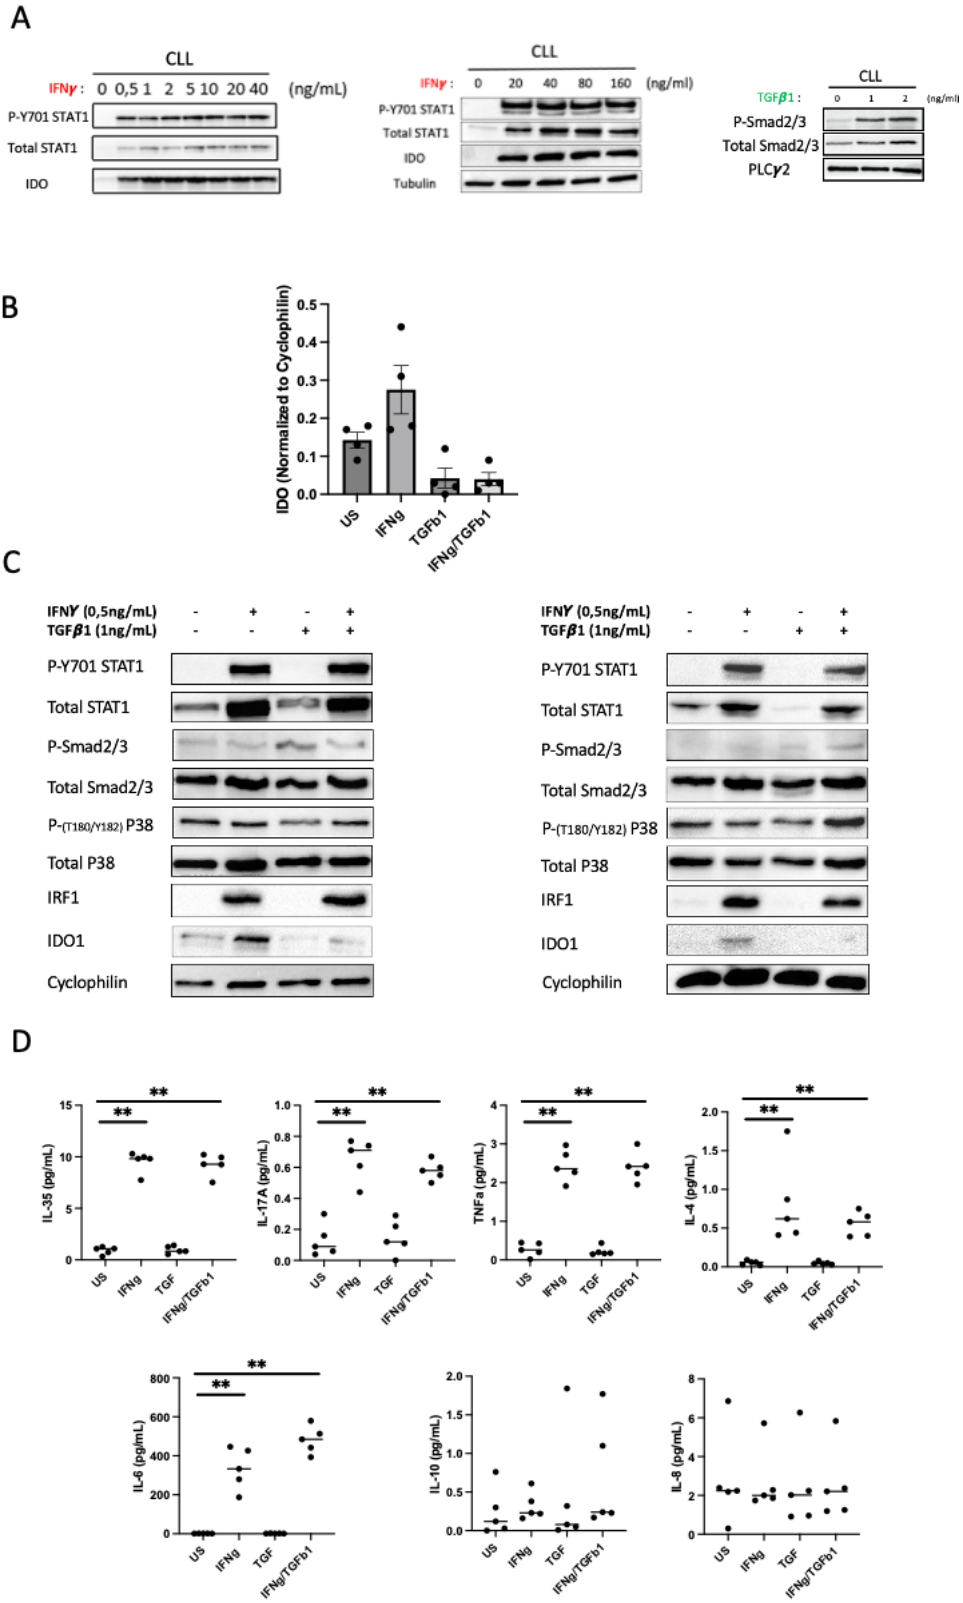 A
CLL
IFNγ : 0 0,5 1 2 5 10 20 40 (ng/mL)
P-Y701 STAT1
Total STAT1
IDO
CLL
IFNγ : 0 20 40 80 160 (ng/ml)
P-Y701 STAT1
Total STAT1
IDO
Tubulin
CLL
TGFβ1 : 0 1 2 (ng/ml)
P-Smad2/3
Total Smad2/3
PLCγ2
B
IDO (Normalized to Cyclophilin)
0.5
0.4
0.3
0.2
0.1
0.0
US IFNg TGFb1 IFNg/TGFb1
C
IFNγ (0,5ng/mL) - + - +
TGFβ1 (1ng/mL) - - + +
P-Y701 STAT1
Total STAT1
P-Smad2/3
Total Smad2/3
P-(T180/Y182) P38
Total P38
IRF1
IDO1
Cyclophilin
IFNγ (0,5ng/mL) - + - +
TGFβ1 (1ng/mL) - - + +
P-Y701 STAT1
Total STAT1
P-Smad2/3
Total Smad2/3
P-(T180/Y182) P38
Total P38
IRF1
IDO1
Cyclophilin
D
IL-35 (pg/mL)
**
**
15
10
5
0
US IFNg TGF IFNg/TGFb1
IL-17A (pg/mL)
**
**
1.0
0.8
0.6
0.4
0.2
0.0
US IFNg TGF IFNg/TGFb1
TNFa (pg/mL)
**
**
4
3
2
1
0
US IFNg TGF IFNg/TGFb1
IL-4 (pg/mL)
**
**
2.0
1.5
1.0
0.5
0.0
US IFNg TGF IFNg/TGFb1
IL-6 (pg/mL)
**
**
800
600
400
200
0
US IFNg TGF IFNg/TGFb1
IL-10 (pg/mL)
2.0
1.5
1.0
0.5
0.0
US IFNg TGF IFNg/TGFb1
IL-8 (pg/mL)
8
6
4
2
0
US IFNg TGF IFNg/TGFb1